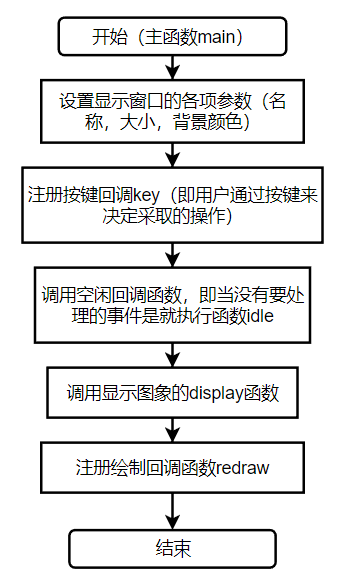 开始（主函数main）
设置显示窗口的各项参数（名
称，大小，背景颜色）
注册按键回调key（即用户通过按键来
决定采取的操作）
调用空闲回调函数，即当没有要处
理的事件是就执行函数idle
调用显示图象的display函数
注册绘制回调函数redraw
结束